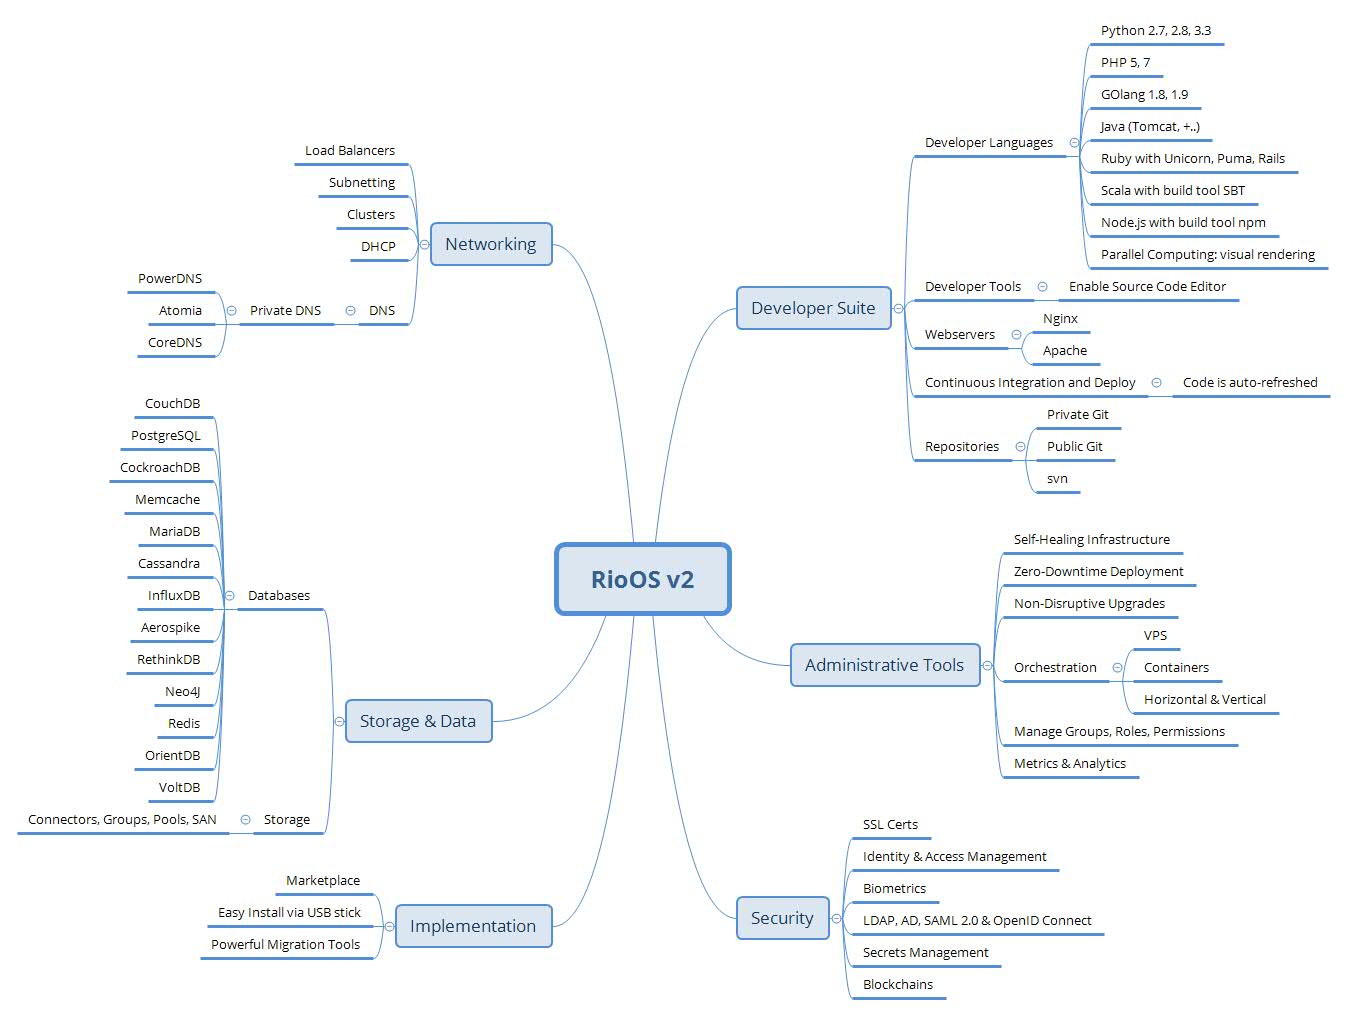 RioOS v2
Developer Suite
Developer Languages
Python 2.7, 2.8, 3.3
PHP 5, 7
GOlang 1.8, 1.9
Java (Tomcat, +..)
Ruby with Unicorn, Puma, Rails
Scala with build tool SBT
Node.js with build tool npm
Parallel Computing: visual rendering
Developer Tools
Enable Source Code Editor
Webservers
Nginx
Apache
Continuous Integration and Deploy
Code is auto-refreshed
Repositories
Private Git
Public Git
svn
Administrative Tools
Self-Healing Infrastructure
Zero-Downtime Deployment
Non-Disruptive Upgrades
Orchestration
VPS
Containers
Horizontal & Vertical
Manage Groups, Roles, Permissions
Metrics & Analytics
Security
SSL Certs
Identity & Access Management
Biometrics
LDAP, AD, SAML 2.0 & OpenID Connect
Secrets Management
Blockchains
Networking
Load Balancers
Subnetting
Clusters
DHCP
DNS
Private DNS
PowerDNS
Atomia
CoreDNS
Storage & Data
Databases
CouchDB
PostgreSQL
CockroachDB
Memcache
MariaDB
Cassandra
InfluxDB
Aerospike
RethinkDB
Neo4J
Redis
OrientDB
VoltDB
Storage
Connectors, Groups, Pools, SAN
Implementation
Marketplace
Easy Install via USB stick
Powerful Migration Tools